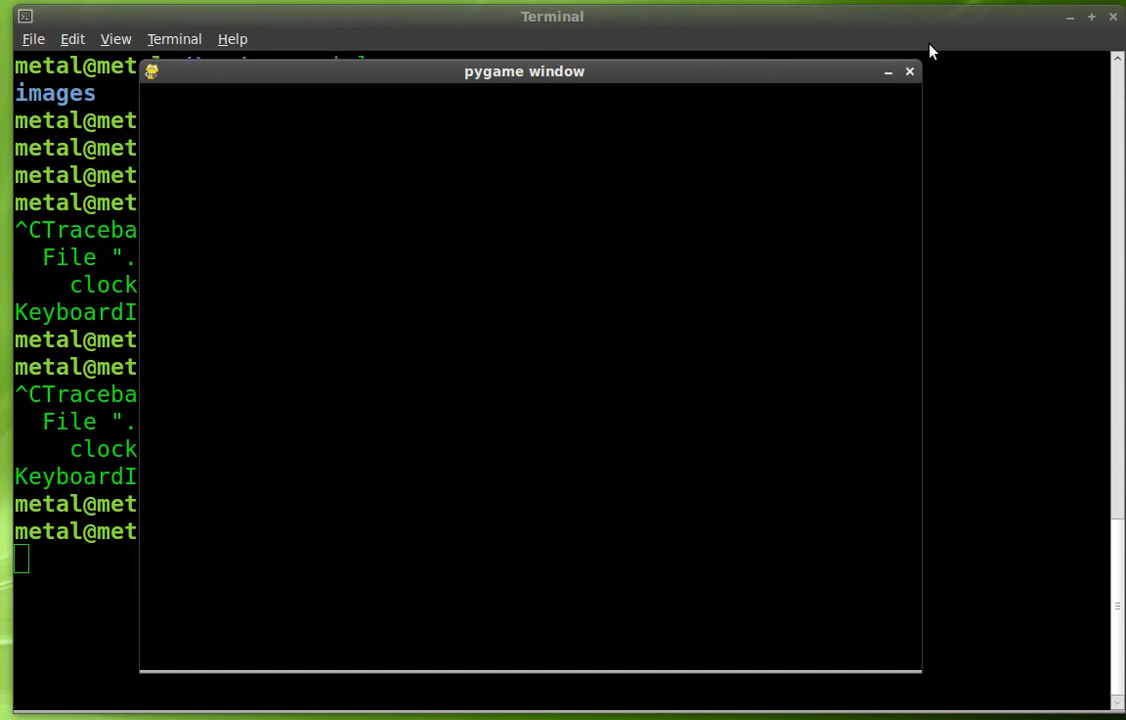 Terminal
File Edit View Terminal Help
metal@met
pygame window
images
metal@met
metal@met
metal@met
metal@met
^CTraceba
File ".
clock
KeyboardI
metal@met
metal@met
^CTraceba
File ".
clock
KeyboardI
metal@met
metal@met